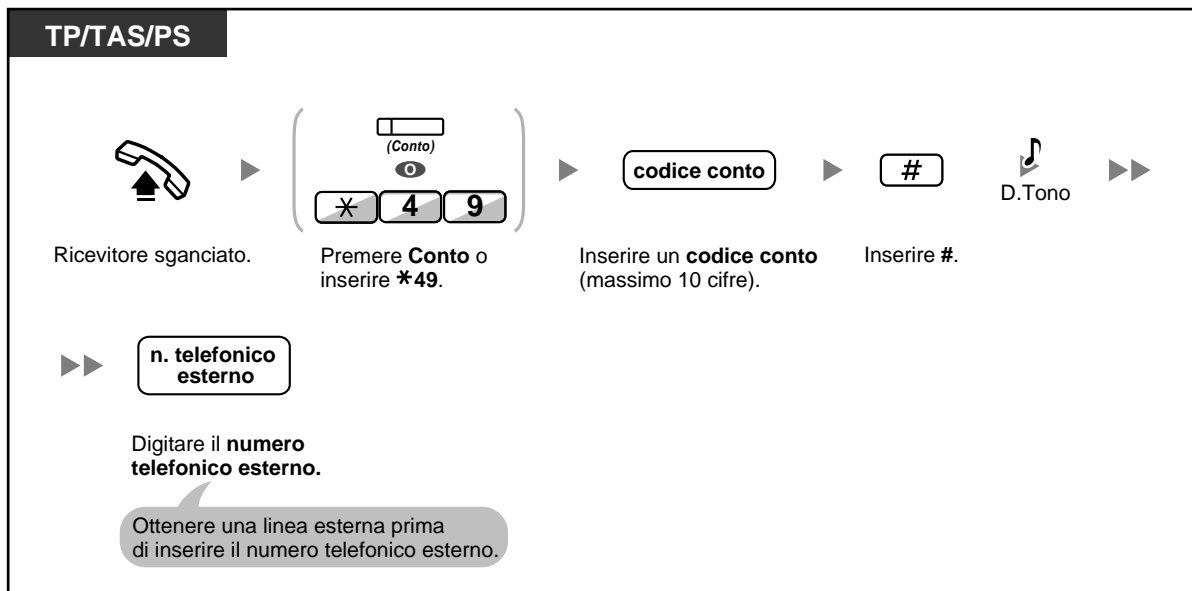 TP/TAS/PS
(Conto)
O
* 4 9
codice conto
#
D.Tono
Ricevitore sganciato.
Premere Conto o
inserire *49.
Inserire un codice conto
(massimo 10 cifre).
Inserire #.
n. telefonico
esterno
Digitare il numero
telefonico esterno.
Ottenere una linea esterna prima
di inserire il numero telefonico esterno.